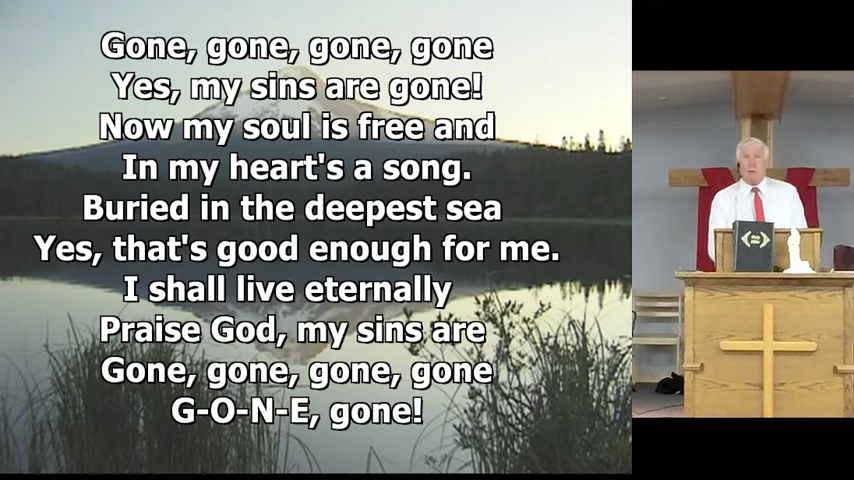 Gone, gone, gone, gone
Yes, my sins are gone!
Now my soul is free and
In my heart's a song.
Buried in the deepest sea
Yes, that's good enough for me.
I shall live eternally
Praise God, my sins are
Gone, gone, gone, gone
G-O-N-E, gone!